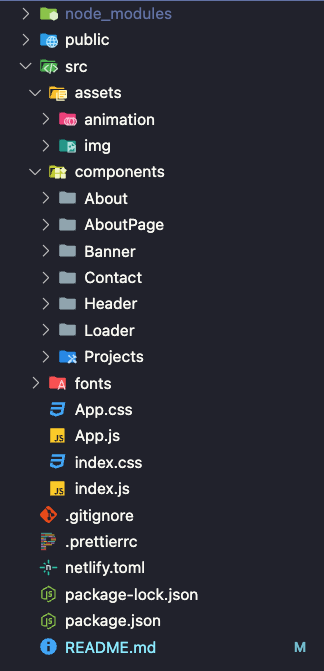 node_modules
public
src
assets
animation
img
components
About
AboutPage
Banner
Contact
Header
Loader
Projects
fonts
App.css
App.js
index.css
index.js
.gitignore
.prettierrc
netlify.toml
package-lock.json
package.json
README.md M